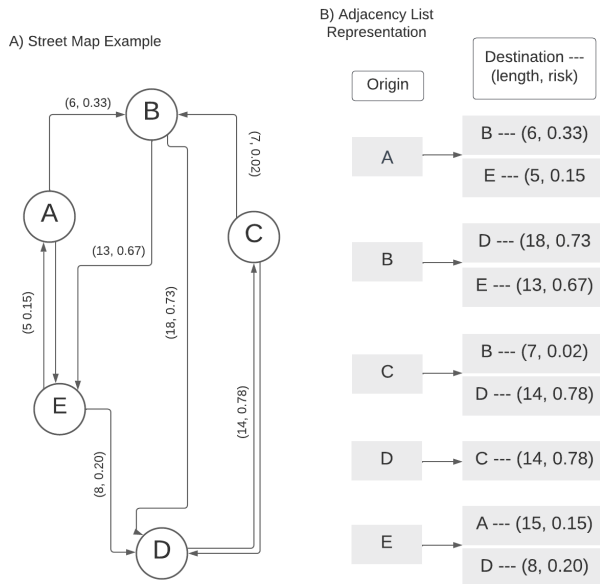 A) Street Map Example
B) Adjacency List
Representation
Origin
Destination ---
(length, risk)
(6, 0.33)
B
A
C
(7, 0.02)
(13, 0.67)
(5 0.15)
(18, 0.73)
E
(14, 0.78)
(8, 0.20)
D
A
B --- (6, 0.33)
E --- (5, 0.15
B
D --- (18, 0.73
E --- (13, 0.67)
C
B --- (7, 0.02)
D --- (14, 0.78)
D
C --- (14, 0.78)
E
A --- (15, 0.15)
D --- (8, 0.20)